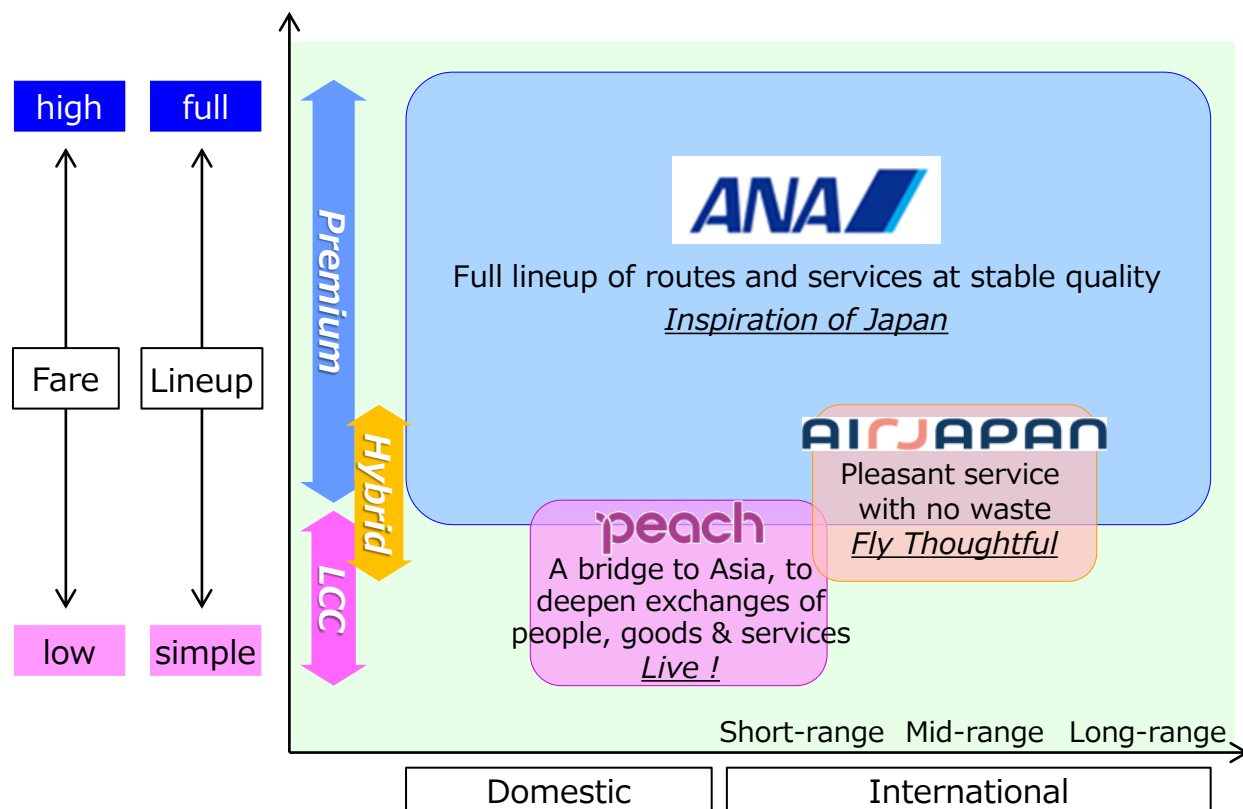 high
full
Fare
Lineup
low
simple
Premium
Hybrid
LCC
ANA
Full lineup of routes and services at stable quality
Inspiration of Japan
AIRJAPAN
Pleasant service
with no waste
Fly Thoughtful
peach
A bridge to Asia, to
deepen exchanges of
people, goods & services
Live !
Short-range
Mid-range
Long-range
Domestic
International